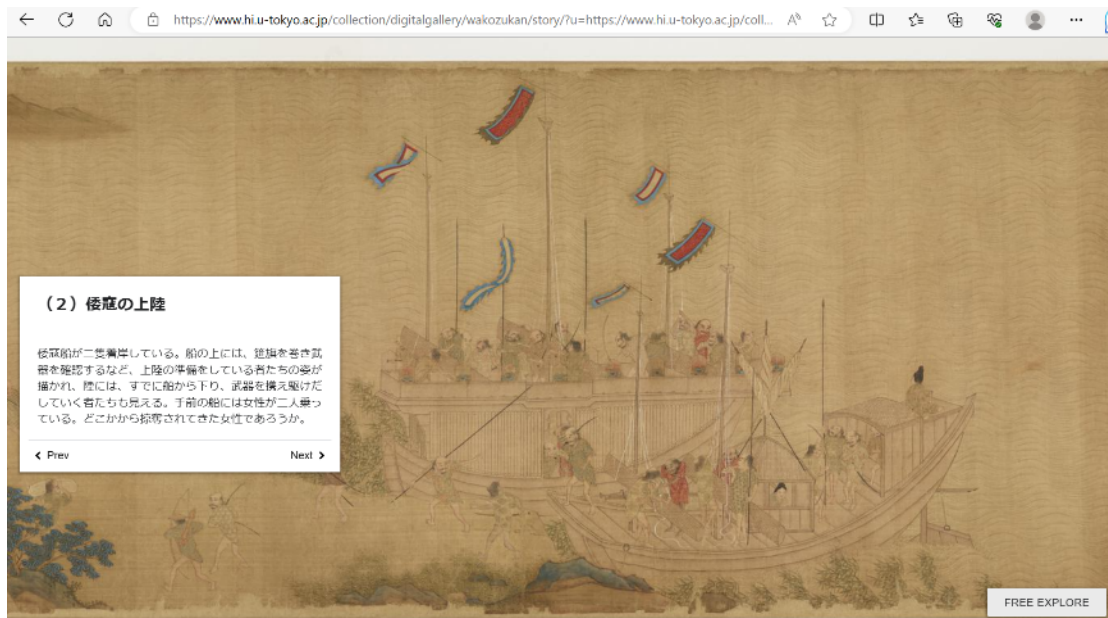 https://www.hi.u-tokyo.ac.jp/collection/digitalgallery/wakozukan/story/?u=https://www.hi.u-tokyo.ac.jp/coll...
（2）倭寇の上陸
倭寇船が二隻着岸している。船の上には、筵旗を巻き武
器を確認するなど、上陸の準備をしている者たちの姿が
描かれ、陸には、すでに船から下り、武器を構え駆けだ
していく者たちも見える。手前の船には女性が二人乗っ
ている。どこかから掠奪されてきた女性であろうか。
Prev
Next
FREE EXPLORE